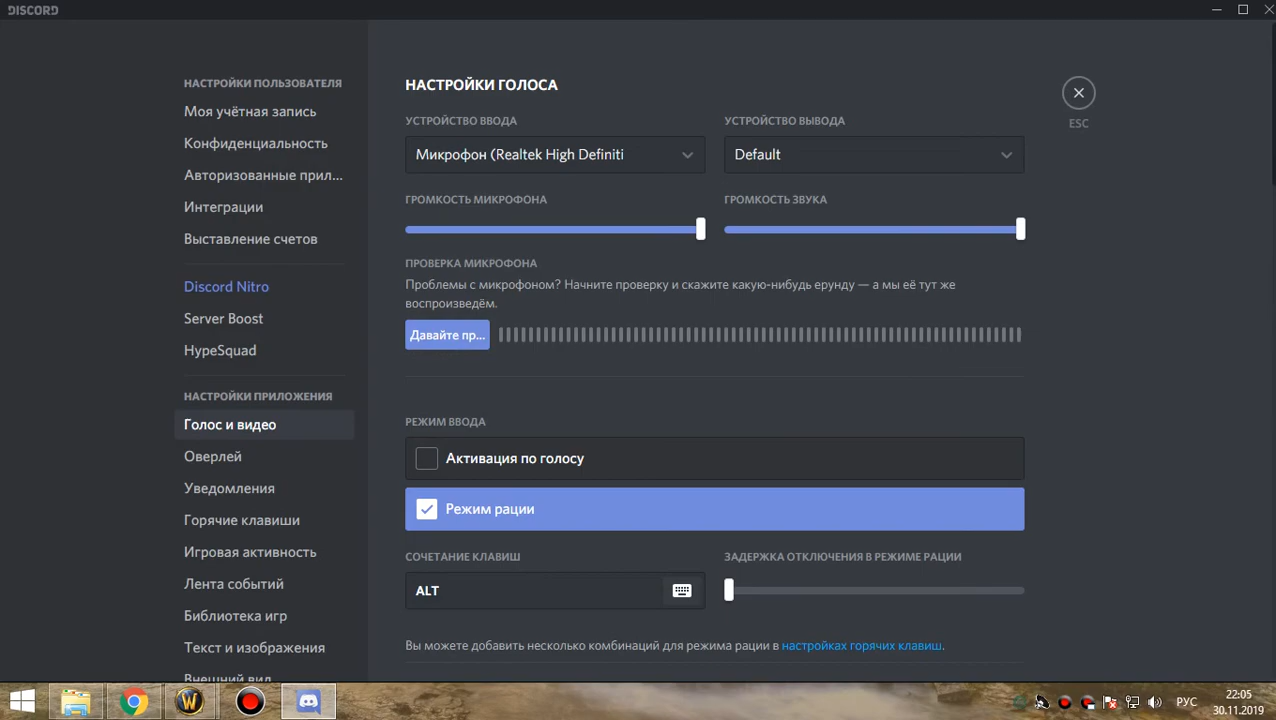 DISCORD
НАСТРОЙКИ ПОЛЬЗОВАТЕЛЯ
Моя учётная запись
Конфиденциальность
Авторизованные прил...
Интеграции
Выставление счетов
Discord Nitro
Server Boost
HypeSquad
НАСТРОЙКИ ПРИЛОЖЕНИЯ
Голос и видео
Оверлей
Уведомления
Горячие клавиши
Игровая активность
Лента событий
Библиотека игр
Текст и изображения
Внешний вид
НАСТРОЙКИ ГОЛОСА
УСТРОЙСТВО ВВОДА
УСТРОЙСТВО ВЫВОДА
Микрофон (Realtek High Definiti
Default
ГРОМКОСТЬ МИКРОФОНА
ГРОМКОСТЬ ЗВУКА
ПРОВЕРКА МИКРОФОНА
Проблемы с микрофоном? Начните проверку и скажите какую-нибудь ерунду — а мы её тут же
воспроизведём.
Давайте пр...
РЕЖИМ ВВОДА
Активация по голосу
Режим рации
СОЧЕТАНИЕ КЛАВИШ
ЗАДЕРЖКА ОТКЛЮЧЕНИЯ В РЕЖИМЕ РАЦИИ
ALT
Вы можете добавить несколько комбинаций для режима рации в настройках горячих клавиш.
ESC
РУС
22:05
30.11.2019